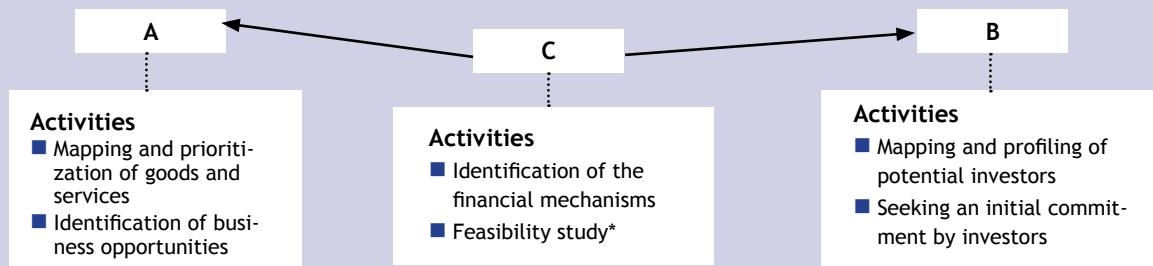 A
Activities
■ Mapping and prioriti-
zation of goods and
services
■ Identification of busi-
ness opportunities
C
Activities
■ Identification of the
financial mechanisms
■ Feasibility study*
B
Activities
■ Mapping and profiling of
potential investors
■ Seeking an initial commit-
ment by investors